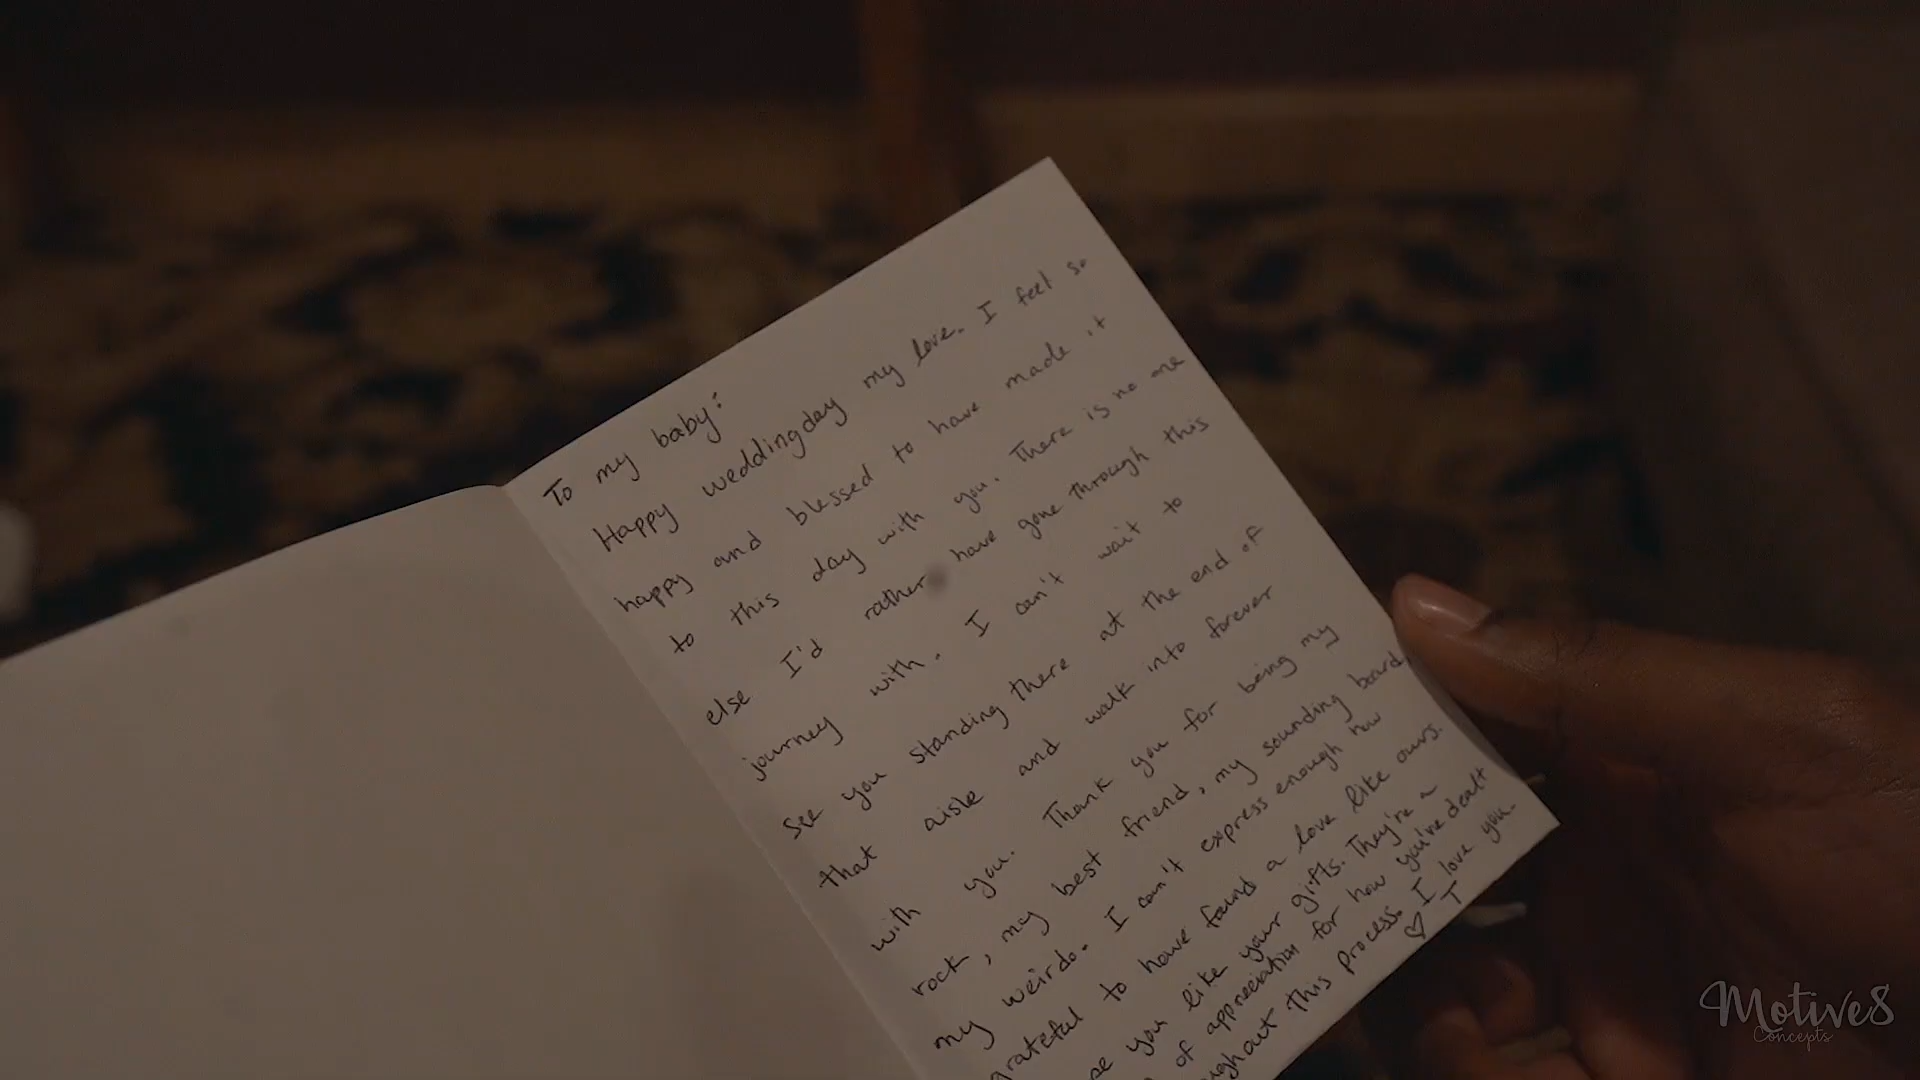 To my baby:
Happy weddingday my love. I feel so
happy and blessed to have made it
to this day with you. There is no one
else I'd rather have gone through this
journey with. I can't wait to
see you standing there at the end of
that aisle and walk into forever
with you. Thank you for being my
rock, my best friend, my sounding board,
my weirdo. I can't express enough how
grateful to have found a love like ours.
you like your gifts. They're a
of appreciation for how you've dealt
this process. I love you.
♡ T
Motive8
Concepts